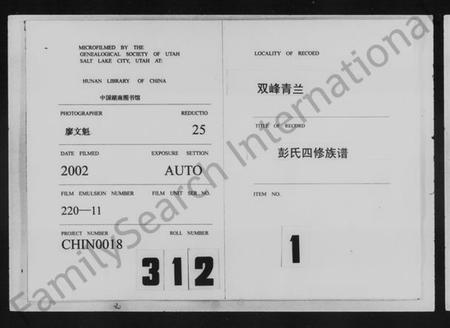 MICROFILMED BY THE
GENEALOGICAL SOCIETY OF UTAH
SALT LAKE CITY, UTAH AT:
HUNAN LIBRARY OF CHINA
中国湖南图书馆
PHOTOGRAPHER REDUCTIO
廖文魁 25
DATE FILMED EXPOSURE SETTION
2002 AUTO
FILM EMULSION NUMBER FILM UNIT SER NO.
220—11
PROJECT NUMBER ROLL NUMBER
CHIN0018
312
LOCALITY OF RECOED
双峰青兰
TITLE OF RECORD
彭氏四修族谱
ITEM NO.
1
FamilySearch International